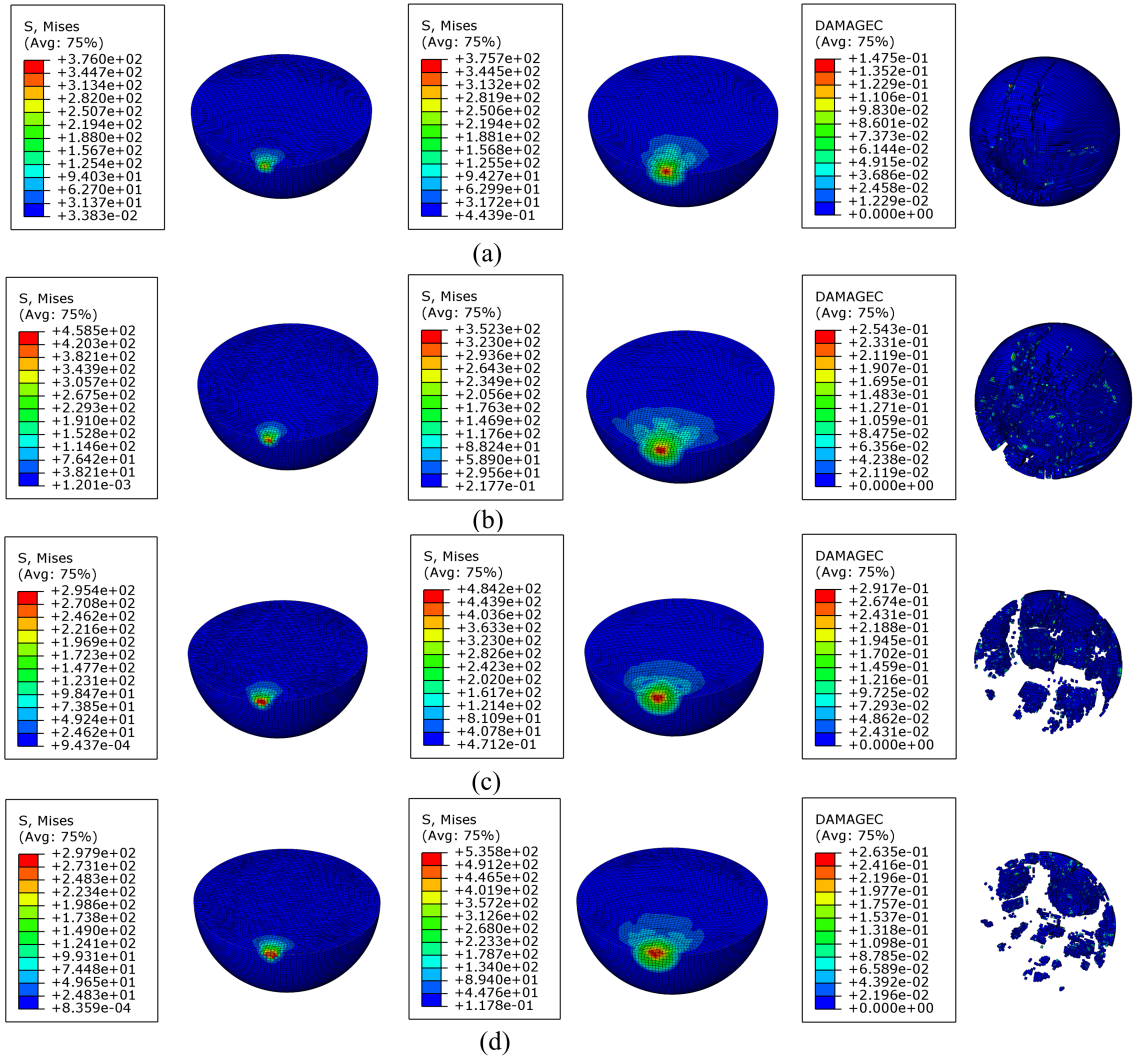 S, Mises
(Avg: 75%)
+3.760e+02
+3.447e+02
+3.134e+02
+2.820e+02
+2.507e+02
+2.194e+02
+1.880e+02
+1.567e+02
+1.254e+02
+9.403e+01
+6.270e+01
+3.137e+01
+3.383e-02
S, Mises
(Avg: 75%)
+3.757e+02
+3.445e+02
+3.132e+02
+2.819e+02
+2.506e+02
+2.194e+02
+1.881e+02
+1.568e+02
+1.255e+02
+9.427e+01
+6.299e+01
+3.172e+01
+4.439e-01
DAMAGEC
(Avg: 75%)
+1.475e-01
+1.352e-01
+1.229e-01
+1.106e-01
+9.830e-02
+8.601e-02
+7.373e-02
+6.144e-02
+4.915e-02
+3.686e-02
+2.458e-02
+1.229e-02
+0.000e+00
(a)
S, Mises
(Avg: 75%)
+4.585e+02
+4.203e+02
+3.821e+02
+3.439e+02
+3.057e+02
+2.675e+02
+2.293e+02
+1.910e+02
+1.528e+02
+1.146e+02
+7.642e+01
+3.821e+01
+1.201e-03
S, Mises
(Avg: 75%)
+3.523e+02
+3.230e+02
+2.936e+02
+2.643e+02
+2.349e+02
+2.056e+02
+1.763e+02
+1.469e+02
+1.176e+02
+8.824e+01
+5.890e+01
+2.956e+01
+2.177e-01
DAMAGEC
(Avg: 75%)
+2.543e-01
+2.331e-01
+2.119e-01
+1.907e-01
+1.695e-01
+1.483e-01
+1.271e-01
+1.059e-01
+8.475e-02
+6.356e-02
+4.238e-02
+2.119e-02
+0.000e+00
(b)
S, Mises
(Avg: 75%)
+2.954e+02
+2.708e+02
+2.462e+02
+2.216e+02
+1.969e+02
+1.723e+02
+1.477e+02
+1.231e+02
+9.847e+01
+7.385e+01
+4.924e+01
+2.462e+01
+9.437e-04
S, Mises
(Avg: 75%)
+4.842e+02
+4.439e+02
+4.036e+02
+3.633e+02
+3.230e+02
+2.826e+02
+2.423e+02
+2.020e+02
+1.617e+02
+1.214e+02
+8.109e+01
+4.078e+01
+4.712e-01
DAMAGEC
(Avg: 75%)
+2.917e-01
+2.674e-01
+2.431e-01
+2.188e-01
+1.945e-01
+1.702e-01
+1.459e-01
+1.216e-01
+9.725e-02
+7.293e-02
+4.862e-02
+2.431e-02
+0.000e+00
(c)
S, Mises
(Avg: 75%)
+2.979e+02
+2.731e+02
+2.483e+02
+2.234e+02
+1.986e+02
+1.738e+02
+1.490e+02
+1.241e+02
+9.931e+01
+7.448e+01
+4.965e+01
+2.483e+01
+8.359e-04
S, Mises
(Avg: 75%)
+5.358e+02
+4.912e+02
+4.465e+02
+4.019e+02
+3.572e+02
+3.126e+02
+2.680e+02
+2.233e+02
+1.787e+02
+1.340e+02
+8.940e+01
+4.476e+01
+1.178e-01
DAMAGEC
(Avg: 75%)
+2.635e-01
+2.416e-01
+2.196e-01
+1.977e-01
+1.757e-01
+1.537e-01
+1.318e-01
+1.098e-01
+8.785e-02
+6.589e-02
+4.392e-02
+2.196e-02
+0.000e+00
(d)